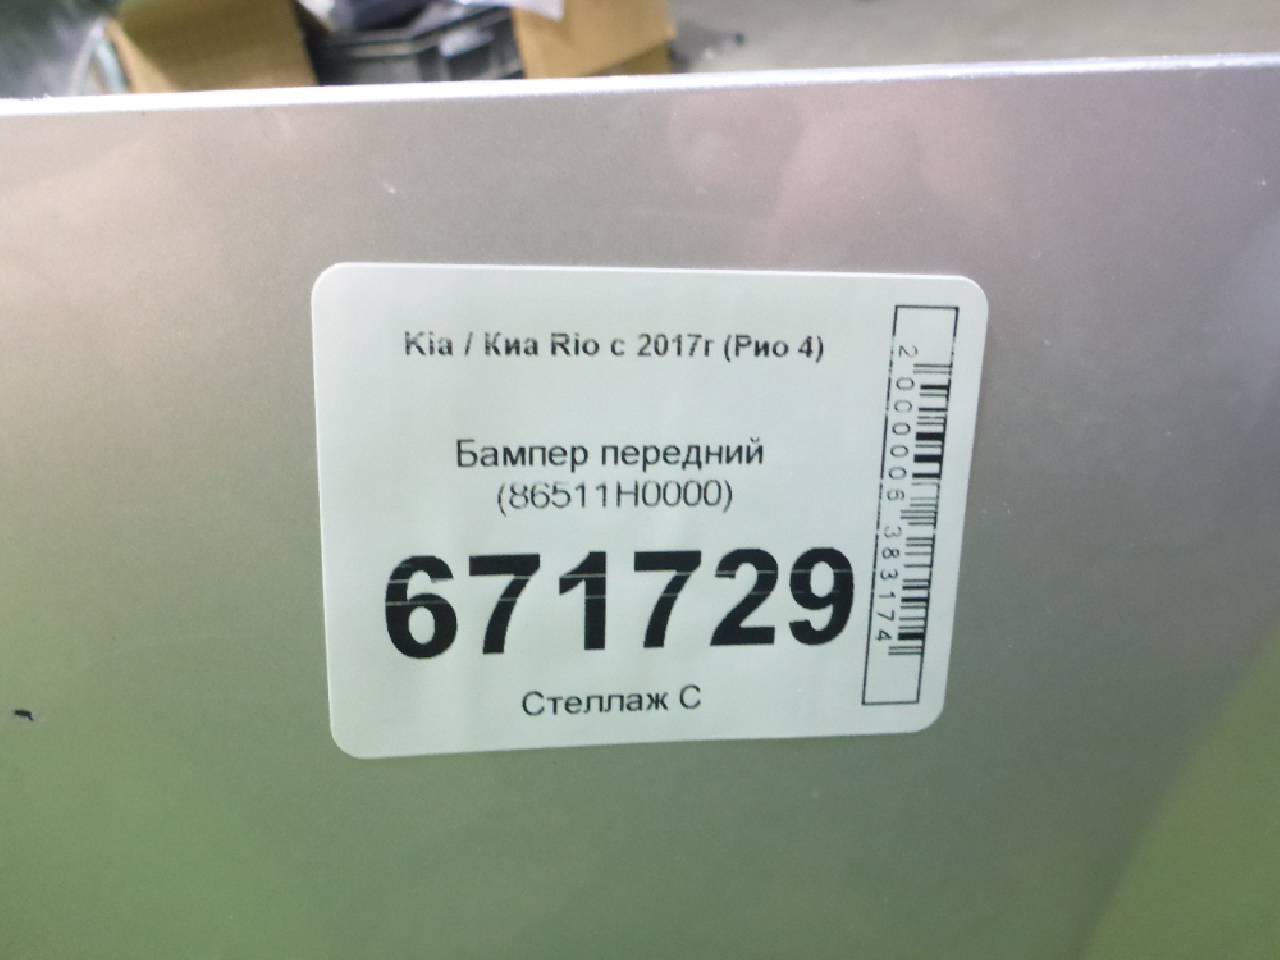 Kia / Киа Rio с 2017г (Рио 4)
Бампер передний
(86511H0000)
671729
Стеллаж С
2000006383174